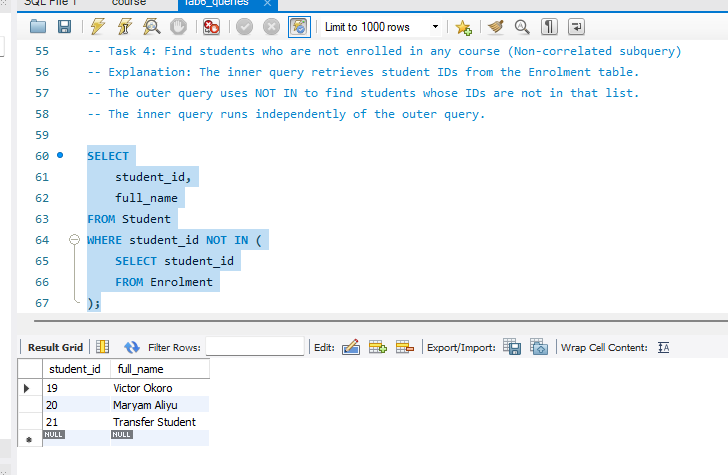 SQL File 1 course lab6_queries
Limit to 1000 rows
55 -- Task 4: Find students who are not enrolled in any course (Non-correlated subquery)
56 -- Explanation: The inner query retrieves student IDs from the Enrolment table.
57 -- The outer query uses NOT IN to find students whose IDs are not in that list.
58 -- The inner query runs independently of the outer query.
59
60 SELECT
61 student_id,
62 full_name
63 FROM Student
64 WHERE student_id NOT IN (
65 SELECT student_id
66 FROM Enrolment
67 );
Result Grid Filter Rows: Edit: Export/Import: Wrap Cell Content:
student_id full_name
19 Victor Okoro
20 Maryam Aliyu
21 Transfer Student
NULL NULL